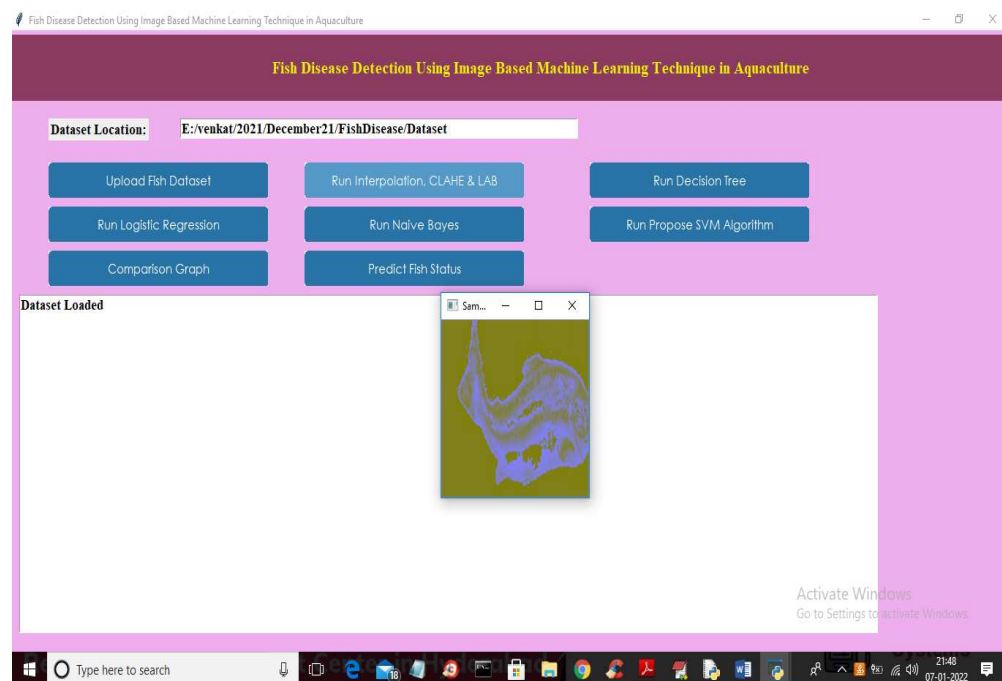 Fish Disease Detection Using Image Based Machine Learning Technique in Aquaculture
Fish Disease Detection Using Image Based Machine Learning Technique in Aquaculture
Dataset Location: E:/venkat/2021/December21/FishDisease/Dataset
Upload Fish Dataset Run Interpolation, CLAHE & LAB Run Decision Tree
Run Logistic Regression Run Naive Bayes Run Propose SVM Algorithm
Comparison Graph Predict Fish Status
Dataset Loaded
Sam...
Activate Windows
Go to Settings to activate Windows.
Type here to search
18
21:48
07-01-2022